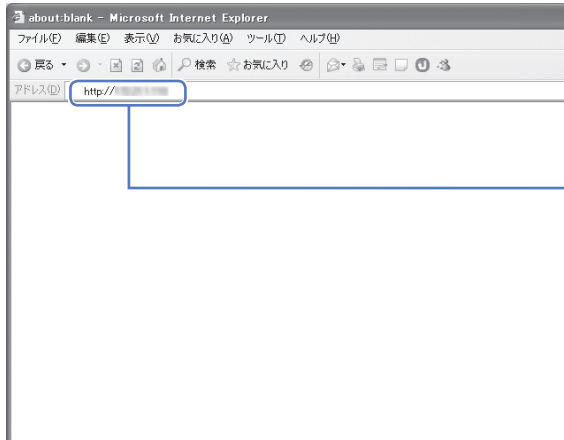 about:blank - Microsoft Internet Explorer
ファイル(F) 編集(E) 表示(V) お気に入り(A) ツール(T) ヘルプ(H)
戻る 検索 お気に入り
アドレス(D) http://